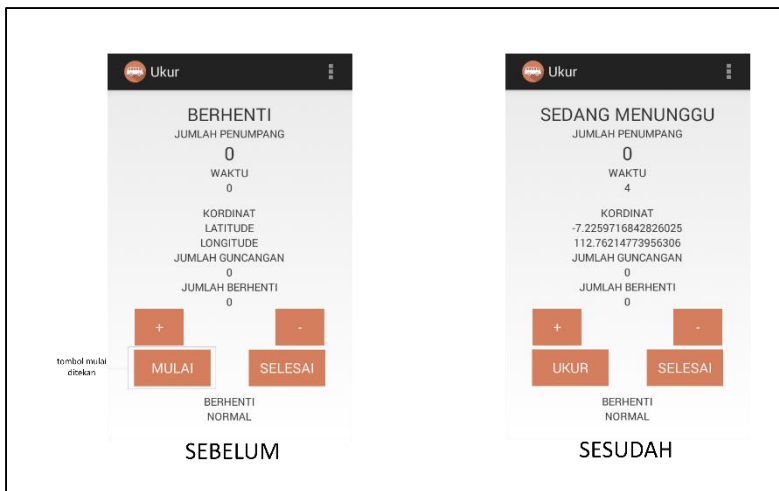 Ukur
BERHENTI
JUMLAH PENUMPANG
0
WAKTU
0
KORDINAT
LATITUDE
LONGITUDE
JUMLAH GUNCANGAN
0
JUMLAH BERHENTI
0
+ -
tombol mulai
ditekan
MULAI SELESAI
BERHENTI
NORMAL
SEBELUM
Ukur
SEDANG MENUNGGU
JUMLAH PENUMPANG
0
WAKTU
4
KORDINAT
-7.2259716842826025
112.76214773956306
JUMLAH GUNCANGAN
0
JUMLAH BERHENTI
0
+ -
UKUR SELESAI
BERHENTI
NORMAL
SESUDAH